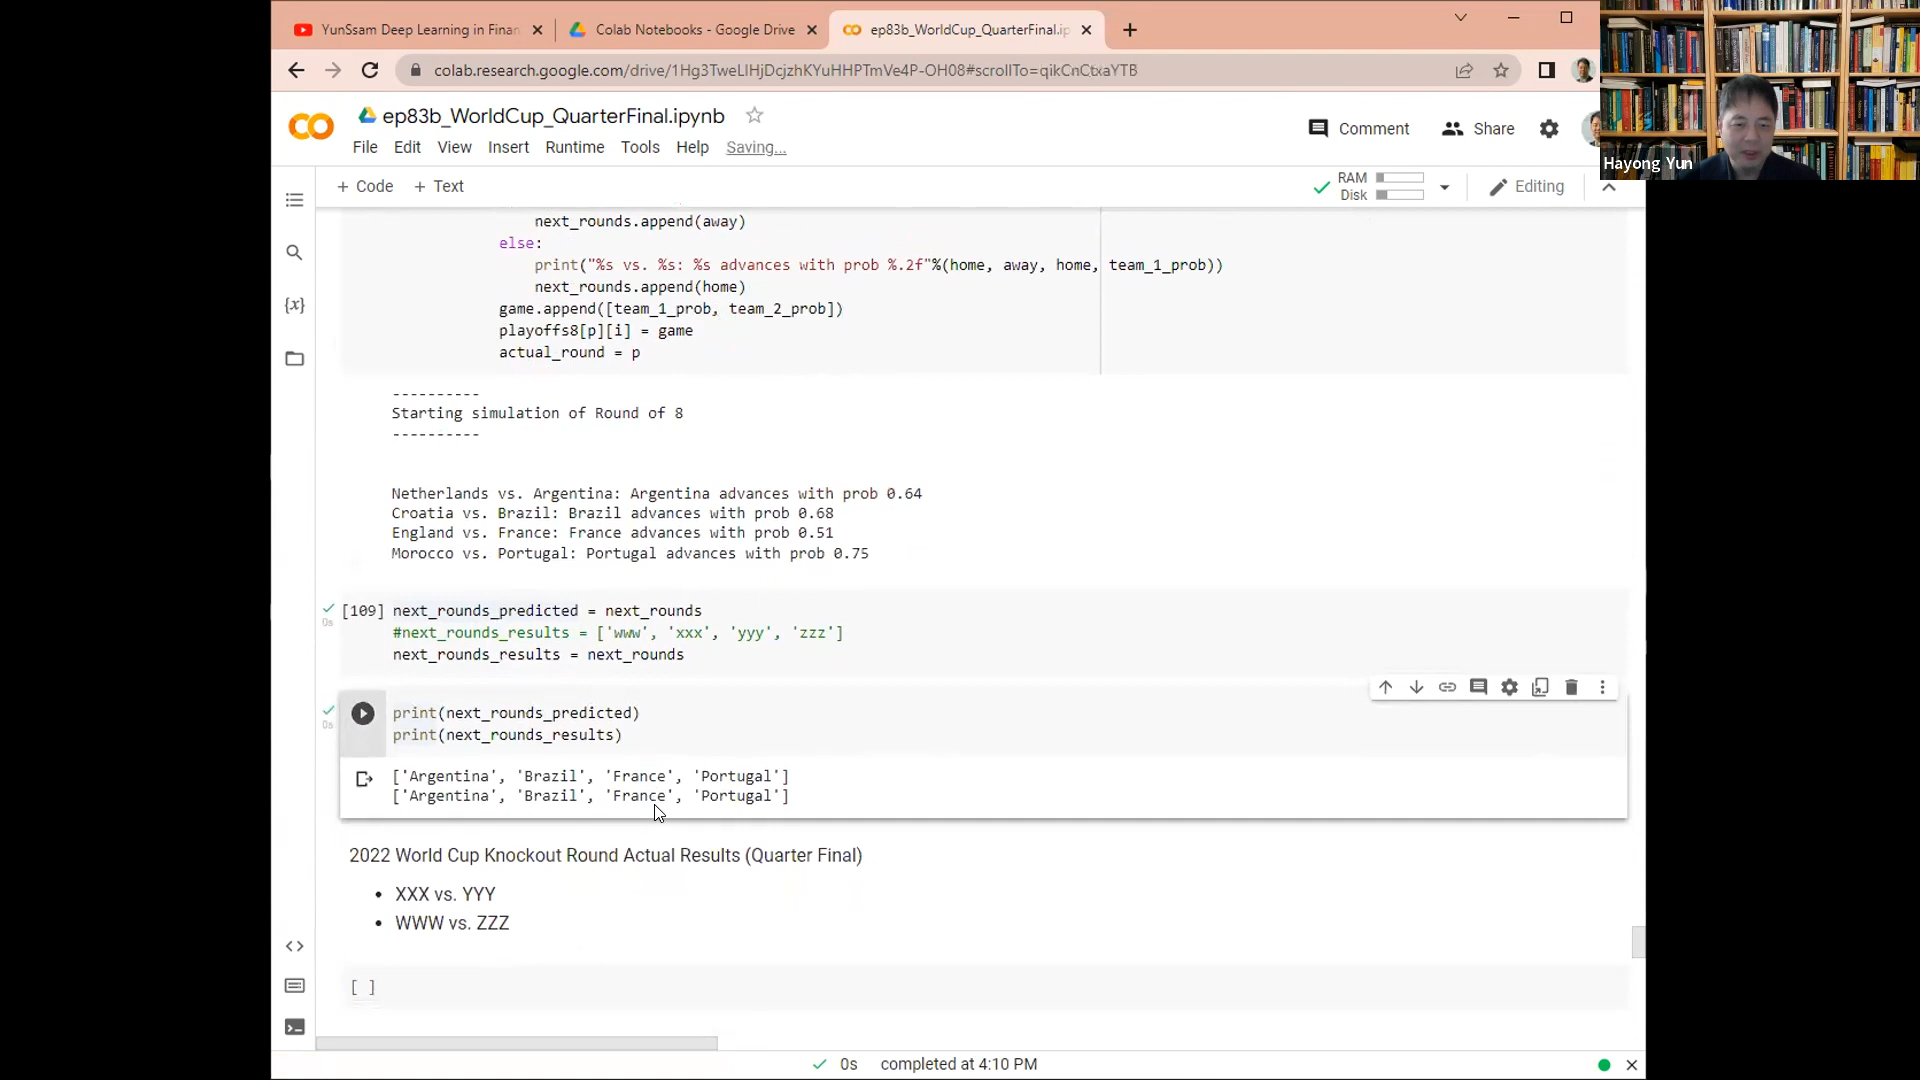 YunSsam Deep Learning in Finan
Colab Notebooks - Google Drive
ep83b_WorldCup_QuarterFinal.ip
colab.research.google.com/drive/1Hg3TweLIHjDcjzhKYuHHPTmVe4P-OH08#scrollTo=qikCnCtxaYTB
ep83b_WorldCup_QuarterFinal.ipynb
Comment
Share
Hayong Yun
File Edit View Insert Runtime Tools Help Saving...
+ Code + Text
RAM
Disk
Editing
next_rounds.append(away)
else:
print("%s vs. %s: %s advances with prob %.2f"%(home, away, home, team_1_prob))
next_rounds.append(home)
game.append([team_1_prob, team_2_prob])
playoffs8[p][i] = game
actual_round = p
----------
Starting simulation of Round of 8
----------
Netherlands vs. Argentina: Argentina advances with prob 0.64
Croatia vs. Brazil: Brazil advances with prob 0.68
England vs. France: France advances with prob 0.51
Morocco vs. Portugal: Portugal advances with prob 0.75
[109] next_rounds_predicted = next_rounds
0s
#next_rounds_results = ['www', 'xxx', 'yyy', 'zzz']
next_rounds_results = next_rounds
print(next_rounds_predicted)
0s
print(next_rounds_results)
['Argentina', 'Brazil', 'France', 'Portugal']
['Argentina', 'Brazil', 'France', 'Portugal']
2022 World Cup Knockout Round Actual Results (Quarter Final)
• XXX vs. YYY
• WWW vs. ZZZ
[ ]
0s completed at 4:10 PM